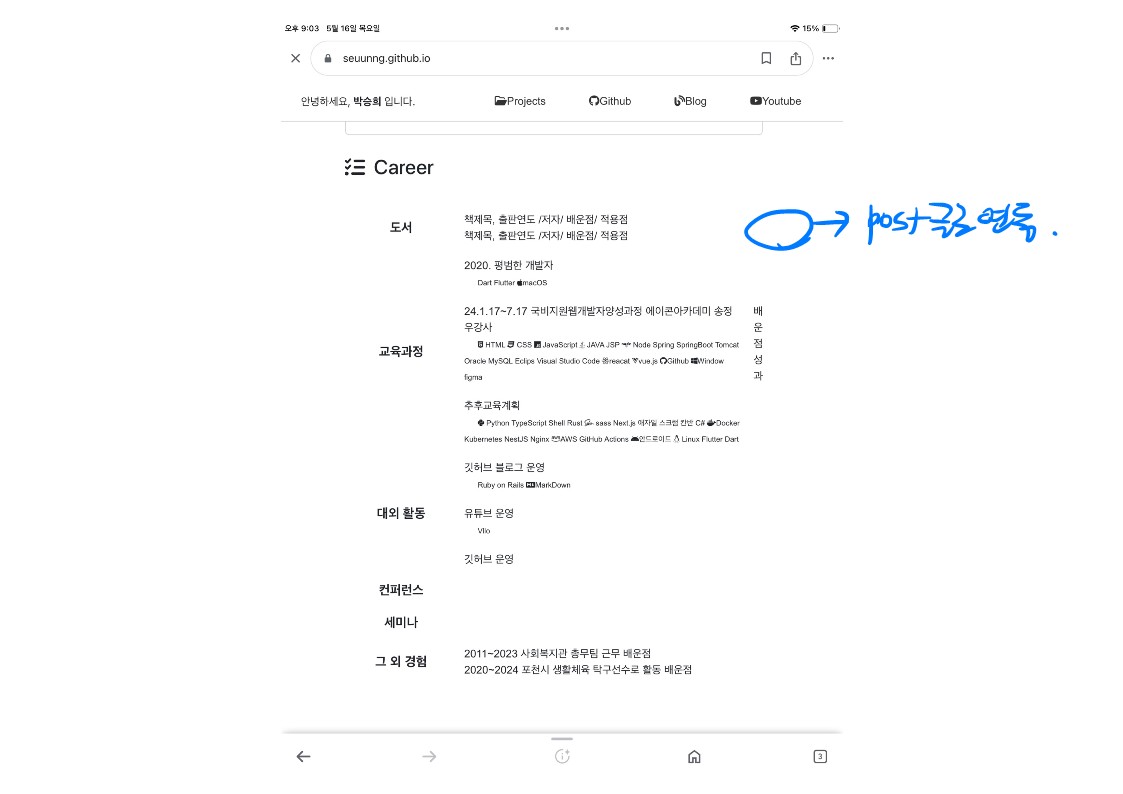 오후 9:03 5월 16일 목요일
15%
seuunng.github.io
안녕하세요, 박승희 입니다.
Projects
Github
Blog
Youtube
Career
도서
책제목, 출판연도 /저자/ 배운점/ 적용점
책제목, 출판연도 /저자/ 배운점/ 적용점
post글로 연동.
2020. 평범한 개발자
Dart Flutter macOS
교육과정
24.1.17~7.17 국비지원웹개발자양성과정 에이콘아카데미 송정
우강사
HTML CSS JavaScript JAVA JSP Node Spring SpringBoot Tomcat
Oracle MySQL Eclips Visual Studio Code reacat vue.js Github Window
figma
배
운
점
성
과
추후교육계획
Python TypeScript Shell Rust sass Next.js 애자일 스크럼 칸반 C# Docker
Kubernetes NestJS Nginx AWS GitHub Actions 안드로이드 Linux Flutter Dart
대외 활동
깃허브 블로그 운영
Ruby on Rails MarkDown
유튜브 운영
Vllo
깃허브 운영
컨퍼런스
세미나
그 외 경험
2011~2023 사회복지관 총무팀 근무 배운점
2020~2024 포천시 생활체육 탁구선수로 활동 배운점
3